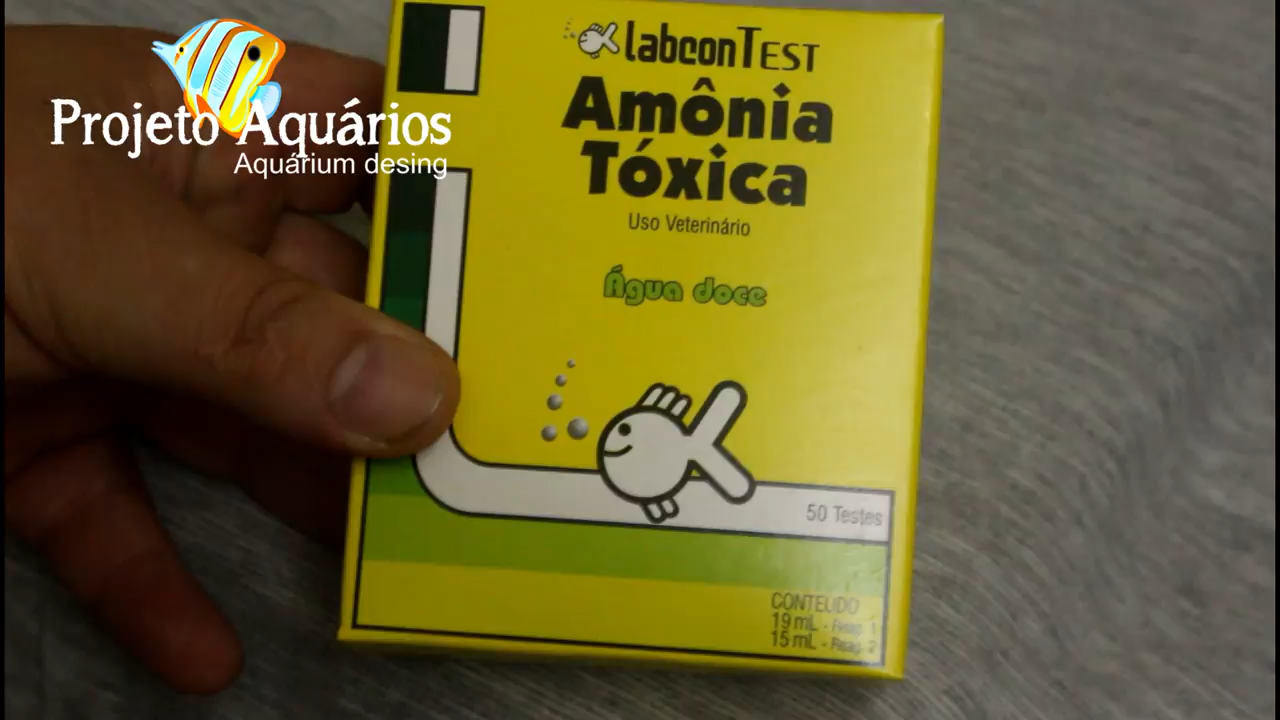 Projeto Aquários
Aquárium desing
labconTEST
Amônia
Tóxica
Uso Veterinário
Água doce
50 Testes
CONTEÚDO
19 mL - Reag. 1
15 mL - Reag. 2